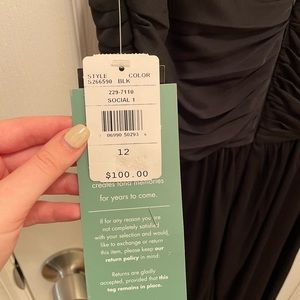 STYLE COLOR
S266590 BLK
229-7110
SOCIAL 1
12
$100.00
creates fond memories
for years to come.
If for any reason you are
not completely satisfied
with your selection and would
like to exchange or return
this item, please keep our
return policy in mind:
Returns are gladly
accepted, provided that this
tag remains in place.